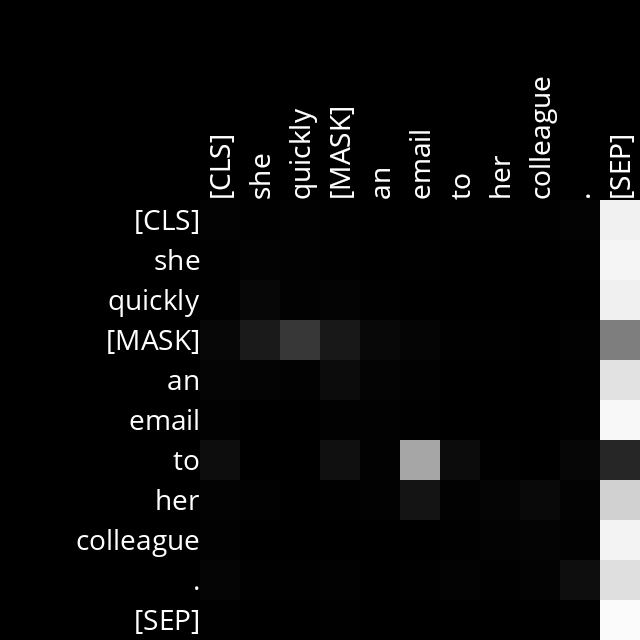 [CLS]
she
quickly
[MASK]
an
email
to
her
colleague
.
[SEP]
[CLS]
she
quickly
[MASK]
an
email
to
her
colleague
.
[SEP]